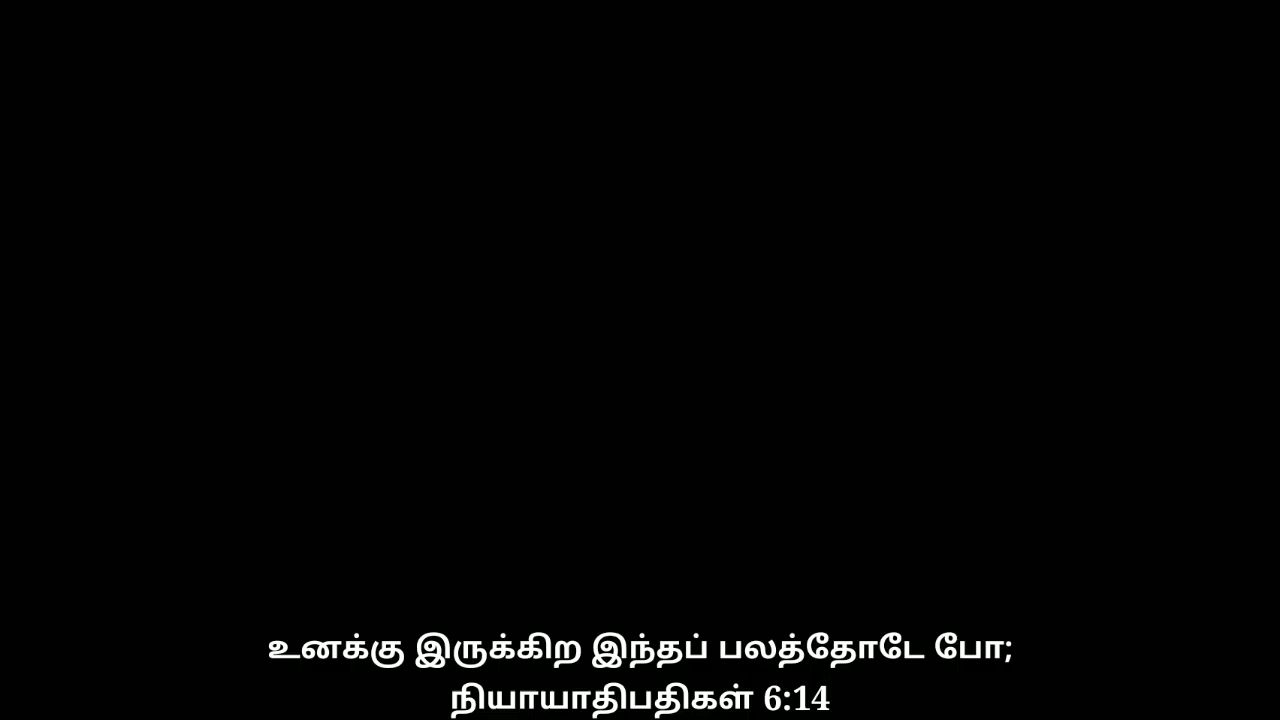 உனக்கு இருக்கிற இந்தப் பலத்தோடே போ;
நியாயாதிபதிகள் 6:14